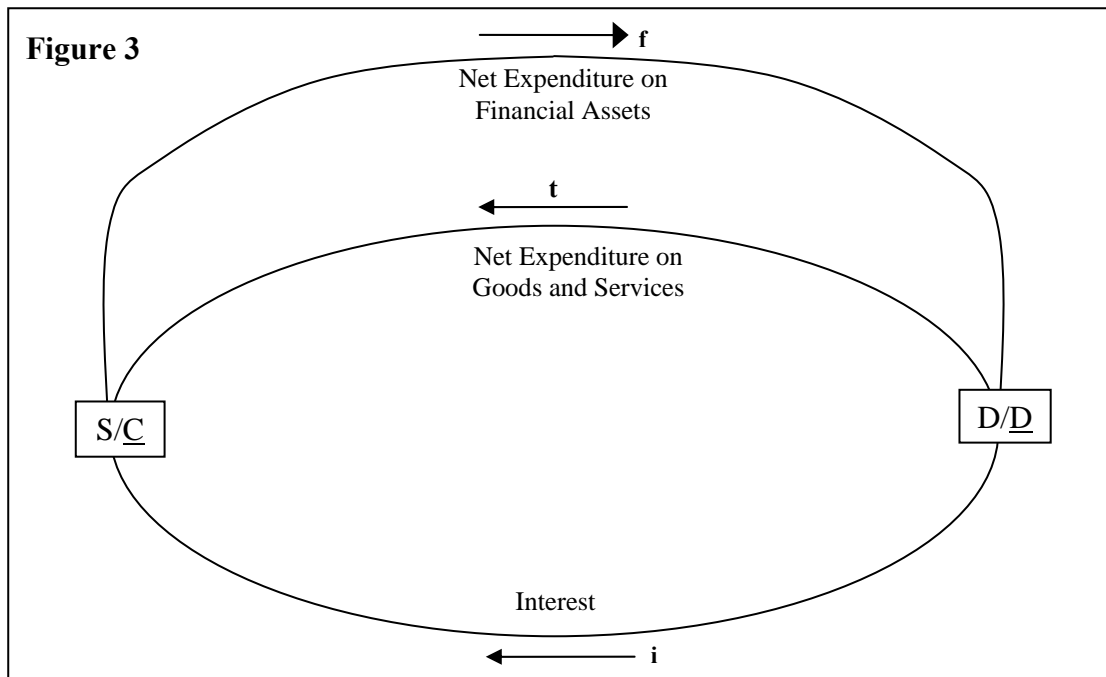 Figure 3
f
Net Expenditure on
Financial Assets
t
Net Expenditure on
Goods and Services
S/C
D/D
Interest
i